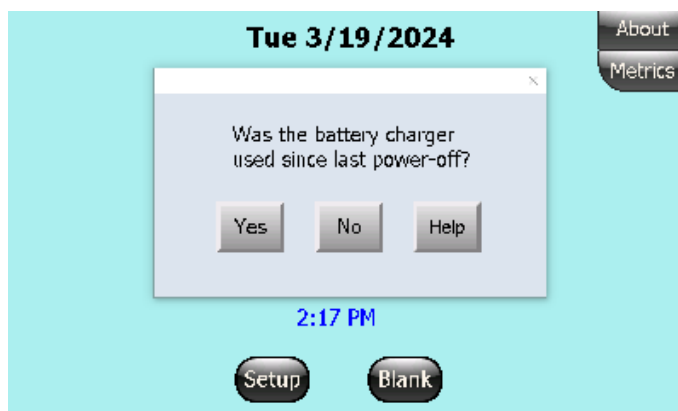 Tue 3/19/2024
About
Metrics
Was the battery charger
used since last power-off?
Yes
No
Help
2:17 PM
Setup
Blank